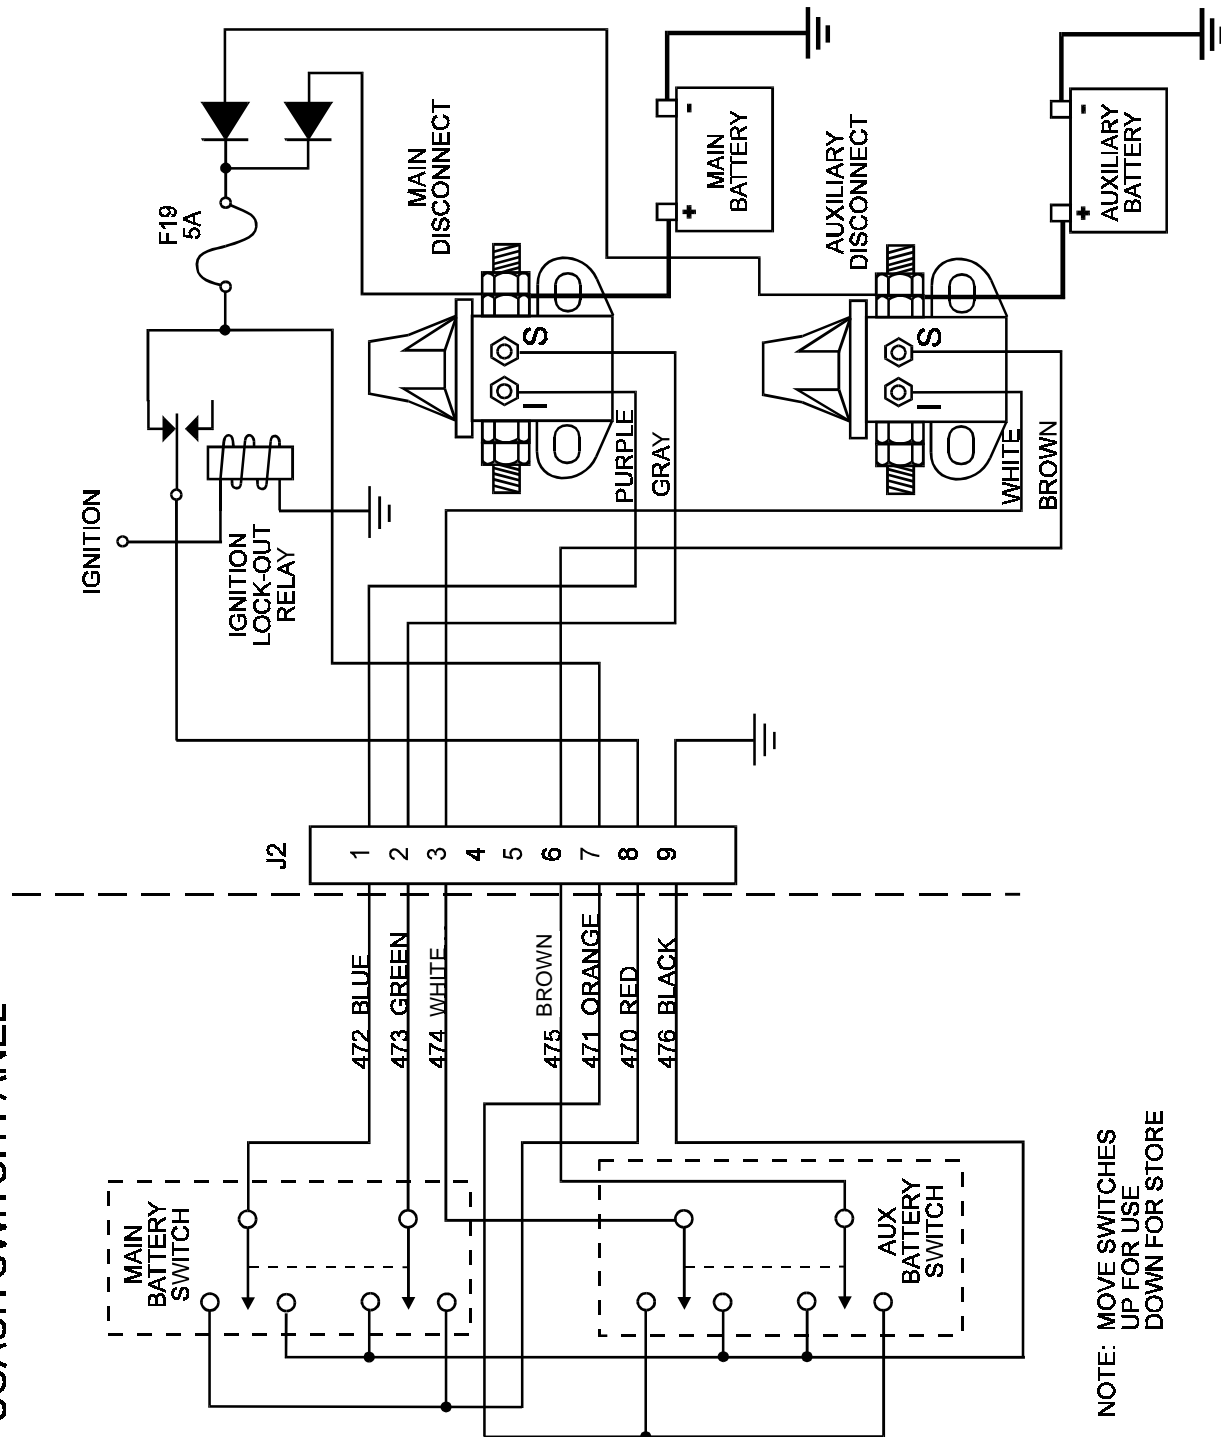 F19
5A
MAIN
DISCONNECT
-
MAIN
BATTERY
+
AUXILIARY
DISCONNECT
-
AUXILIARY
BATTERY
+
S
I
S
I
PURPLE
GRAY
WHITE
BROWN
IGNITION
IGNITION
LOCK-OUT
RELAY
J2
1
2
3
4
5
6
7
8
9
472 BLUE
473 GREEN
474 WHITE
475 BROWN
471 ORANGE
470 RED
476 BLACK
MAIN
BATTERY
SWITCH
AUX
BATTERY
SWITCH
NOTE: MOVE SWITCHES
UP FOR USE
DOWN FOR STORE